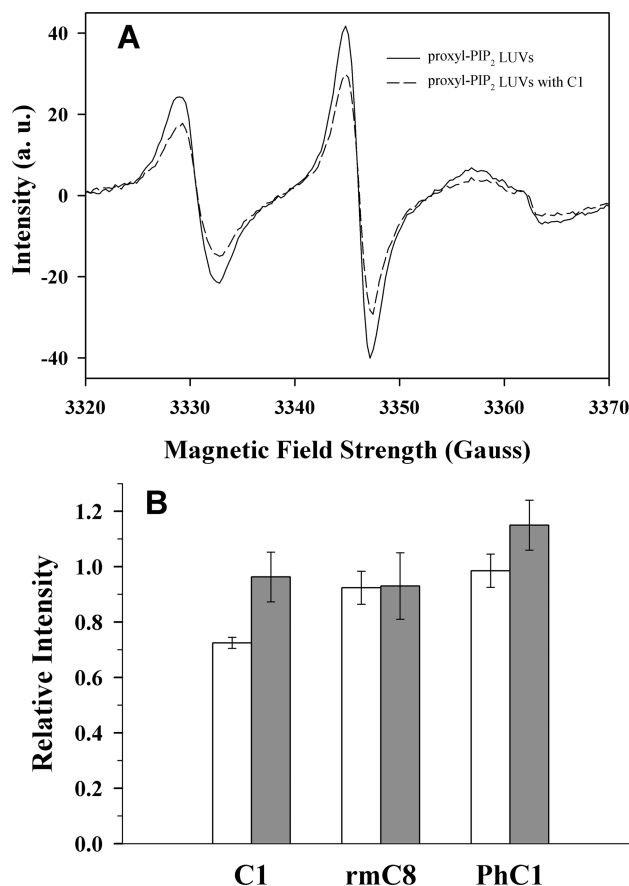 A
proxyl-PIP₂ LUVs
proxyl-PIP₂ LUVs with C1
Intensity (a. u.)
40
20
0
-20
-40
3320 3330 3340 3350 3360 3370
Magnetic Field Strength (Gauss)
B
Relative Intensity
1.2
1.0
0.8
0.6
0.4
0.2
0.0
C1 rmC8 PhC1